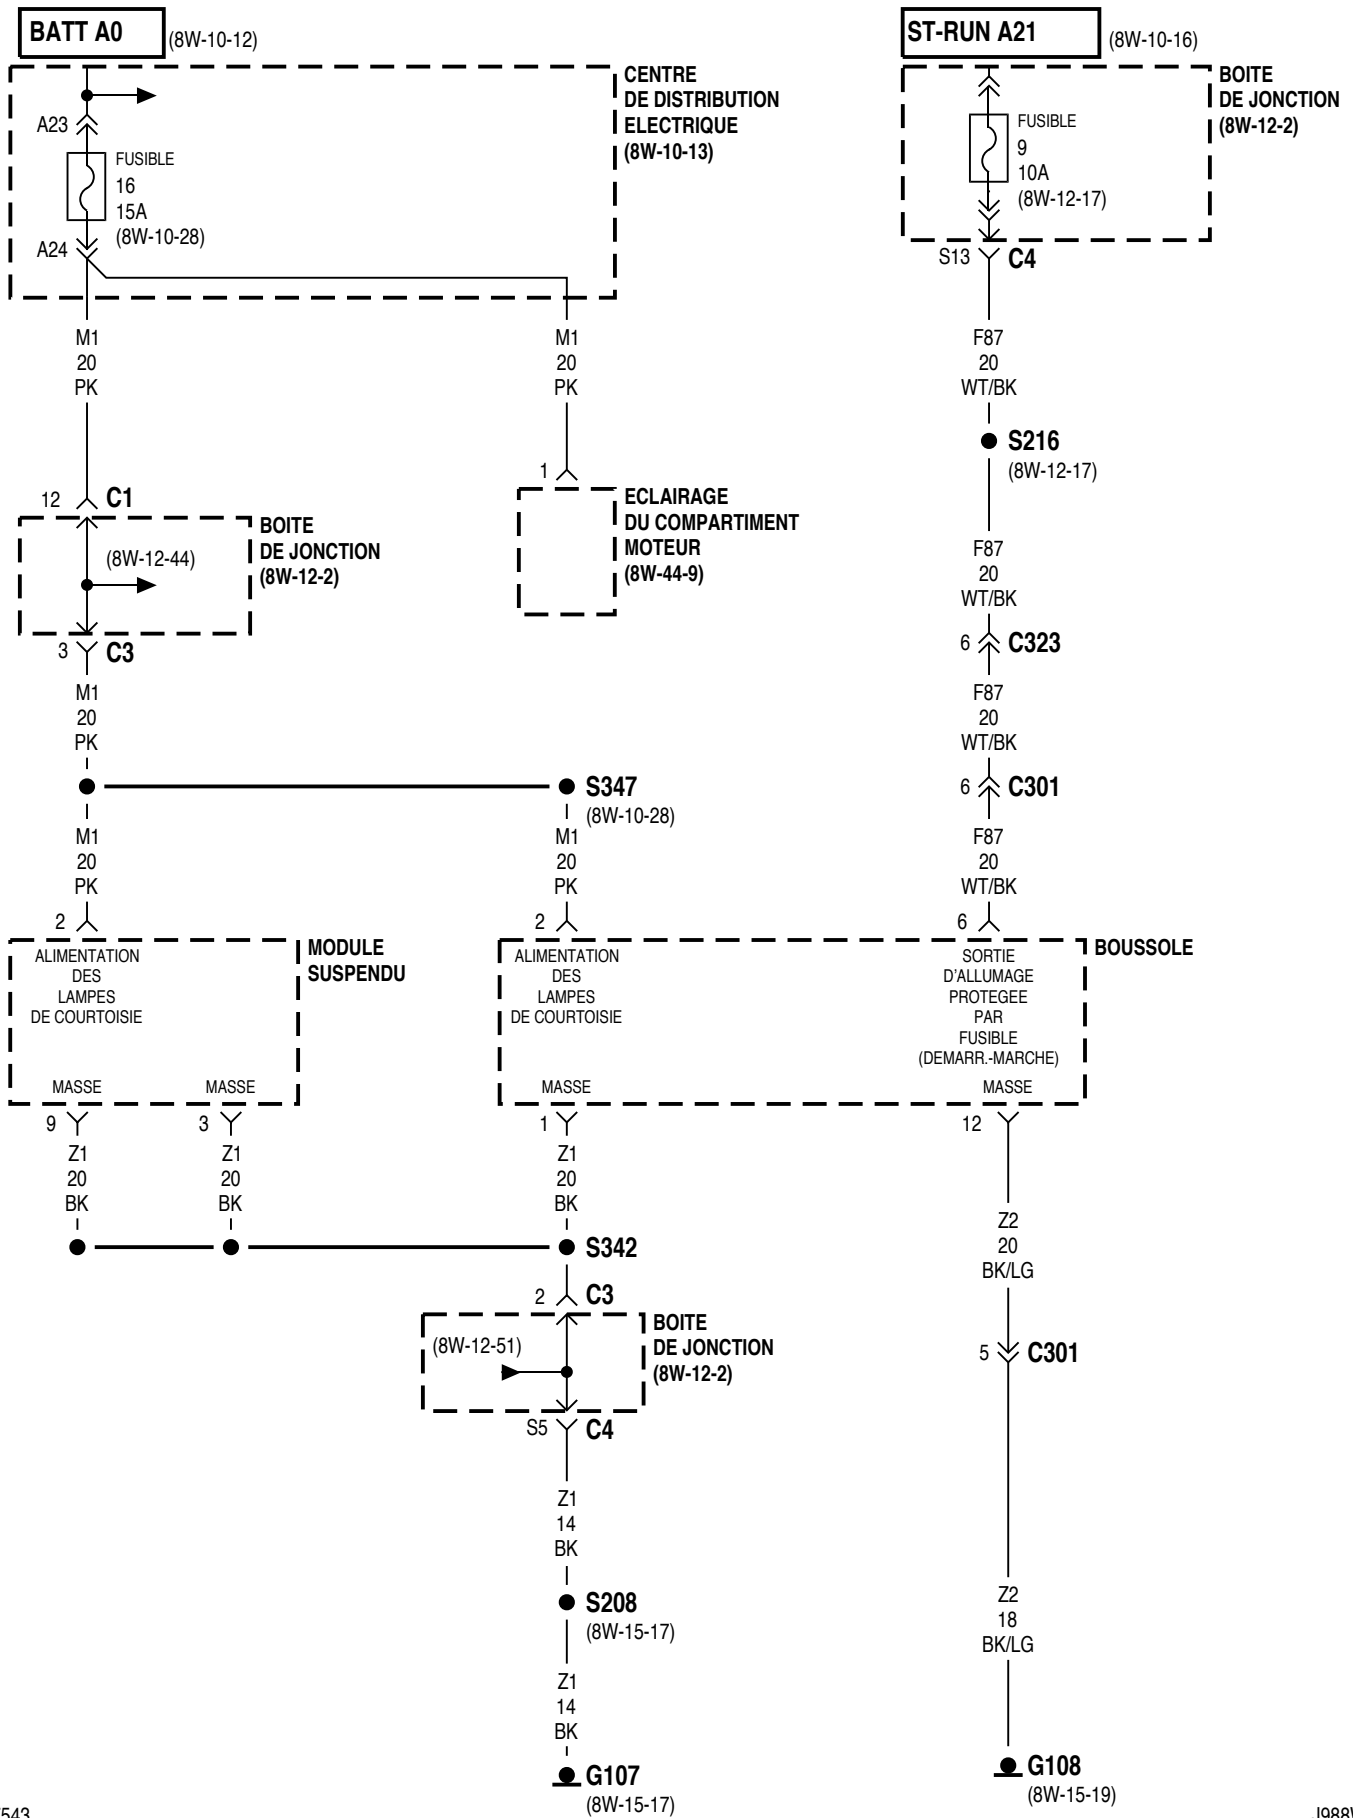 BATT A0
(8W-10-12)
ST-RUN A21
(8W-10-16)
CENTRE
DE DISTRIBUTION
ELECTRIQUE
(8W-10-13)
A23
FUSIBLE
16
15A
(8W-10-28)
A24
BOITE
DE JONCTION
(8W-12-2)
FUSIBLE
9
10A
(8W-12-17)
S13
C4
M1
20
PK
M1
20
PK
F87
20
WT/BK
S216
(8W-12-17)
12
C1
BOITE
DE JONCTION
(8W-12-2)
(8W-12-44)
3
C3
1
ECLAIRAGE
DU COMPARTIMENT
MOTEUR
(8W-44-9)
F87
20
WT/BK
6
C323
M1
20
PK
F87
20
WT/BK
S347
(8W-10-28)
6
C301
M1
20
PK
M1
20
PK
F87
20
WT/BK
2
2
6
MODULE
SUSPENDU
ALIMENTATION
DES
LAMPES
DE COURTOISIE
MASSE
MASSE
BOUSSOLE
ALIMENTATION
DES
LAMPES
DE COURTOISIE
SORTIE
D'ALLUMAGE
PROTEGEE
PAR
FUSIBLE
(DEMARR.-MARCHE)
MASSE
MASSE
9
3
1
12
Z1
20
BK
Z1
20
BK
Z1
20
BK
Z2
20
BK/LG
S342
2
C3
BOITE
DE JONCTION
(8W-12-2)
(8W-12-51)
5
C301
S5
C4
Z1
14
BK
S208
(8W-15-17)
Z2
18
BK/LG
Z1
14
BK
G107
(8W-15-17)
G108
(8W-15-19)